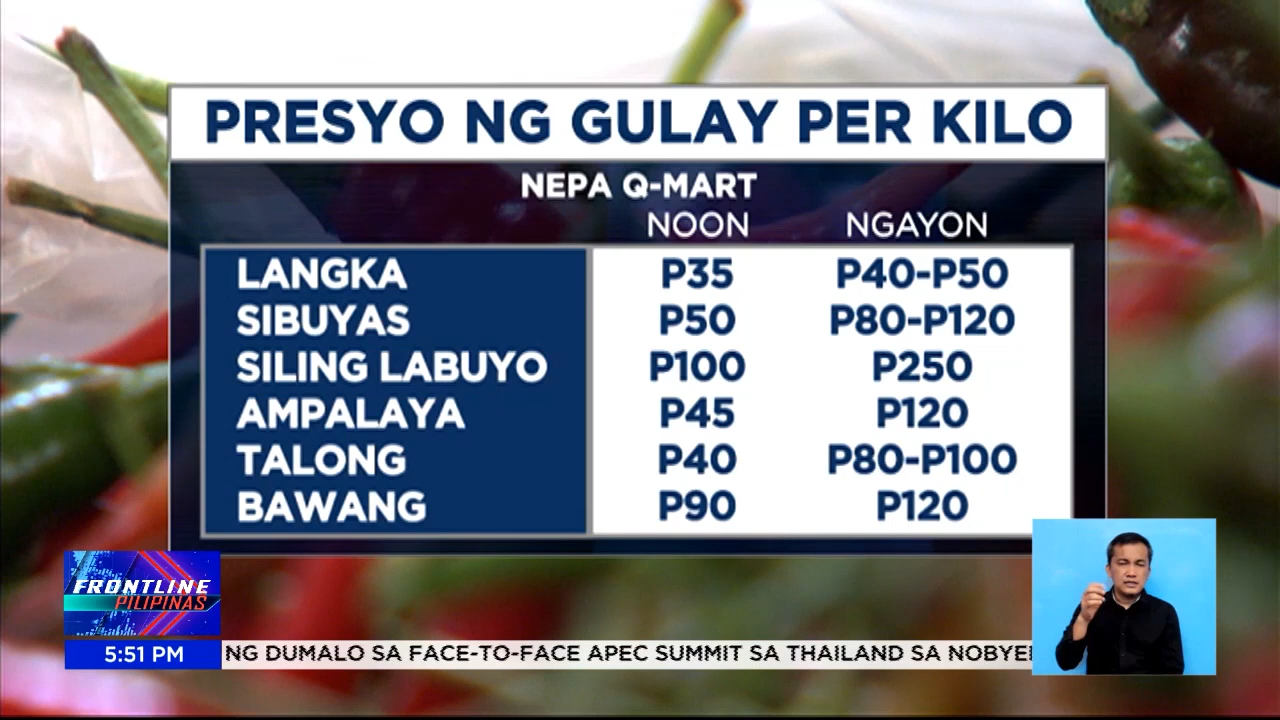 PRESYO NG GULAY PER KILO
NEPA Q-MART
NOON NGAYON
LANGKA P35 P40-P50
SIBUYAS P50 P80-P120
SILING LABUYO P100 P250
AMPALAYA P45 P120
TALONG P40 P80-P100
BAWANG P90 P120
FRONTLINE
PILIPINAS
5:51 PM NG DUMALO SA FACE-TO-FACE APEC SUMMIT SA THAILAND SA